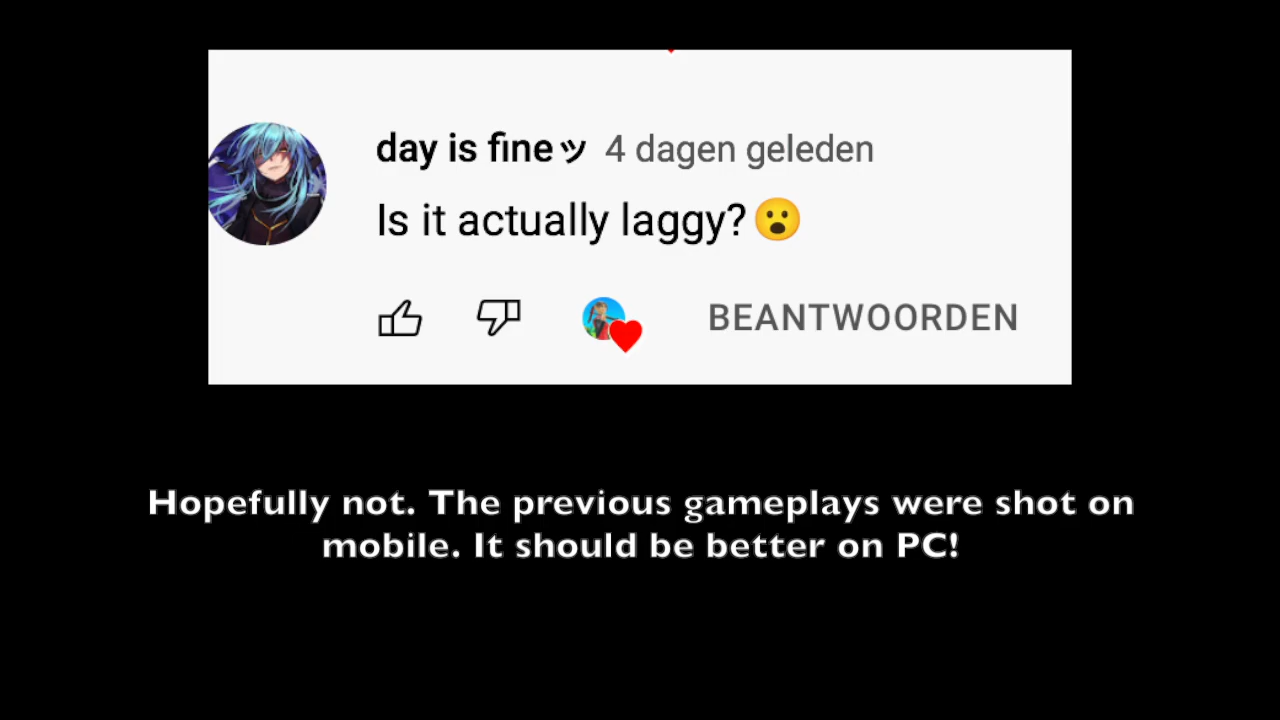 day is fineッ 4 dagen geleden
Is it actually laggy?😮
BEANTWOORDEN
Hopefully not. The previous gameplays were shot on
mobile. It should be better on PC!